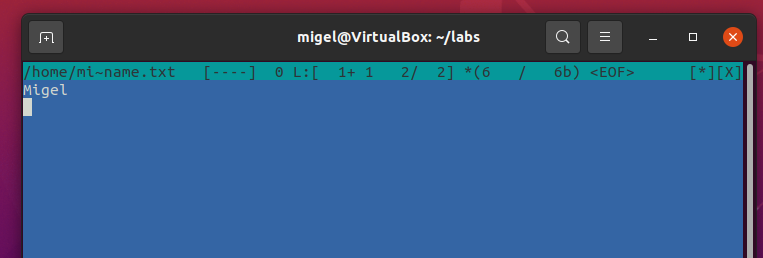 migel@VirtualBox: ~/labs
/home/mi~name.txt   [----]  0 L:[  1+ 1   2/  2] *(6   /   6b) <EOF>      [*][X]
Migel